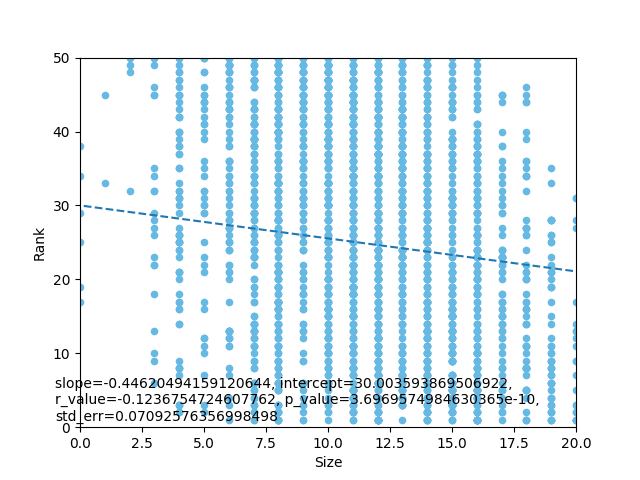 50
40
30
20
10
0
Rank
slope=-0.44620494159120644, intercept=30.003593869506922,
r_value=-0.1236754724607762, p_value=3.6969574984630365e-10,
std_err=0.07092576356998498
0.0 2.5 5.0 7.5 10.0 12.5 15.0 17.5 20.0
Size